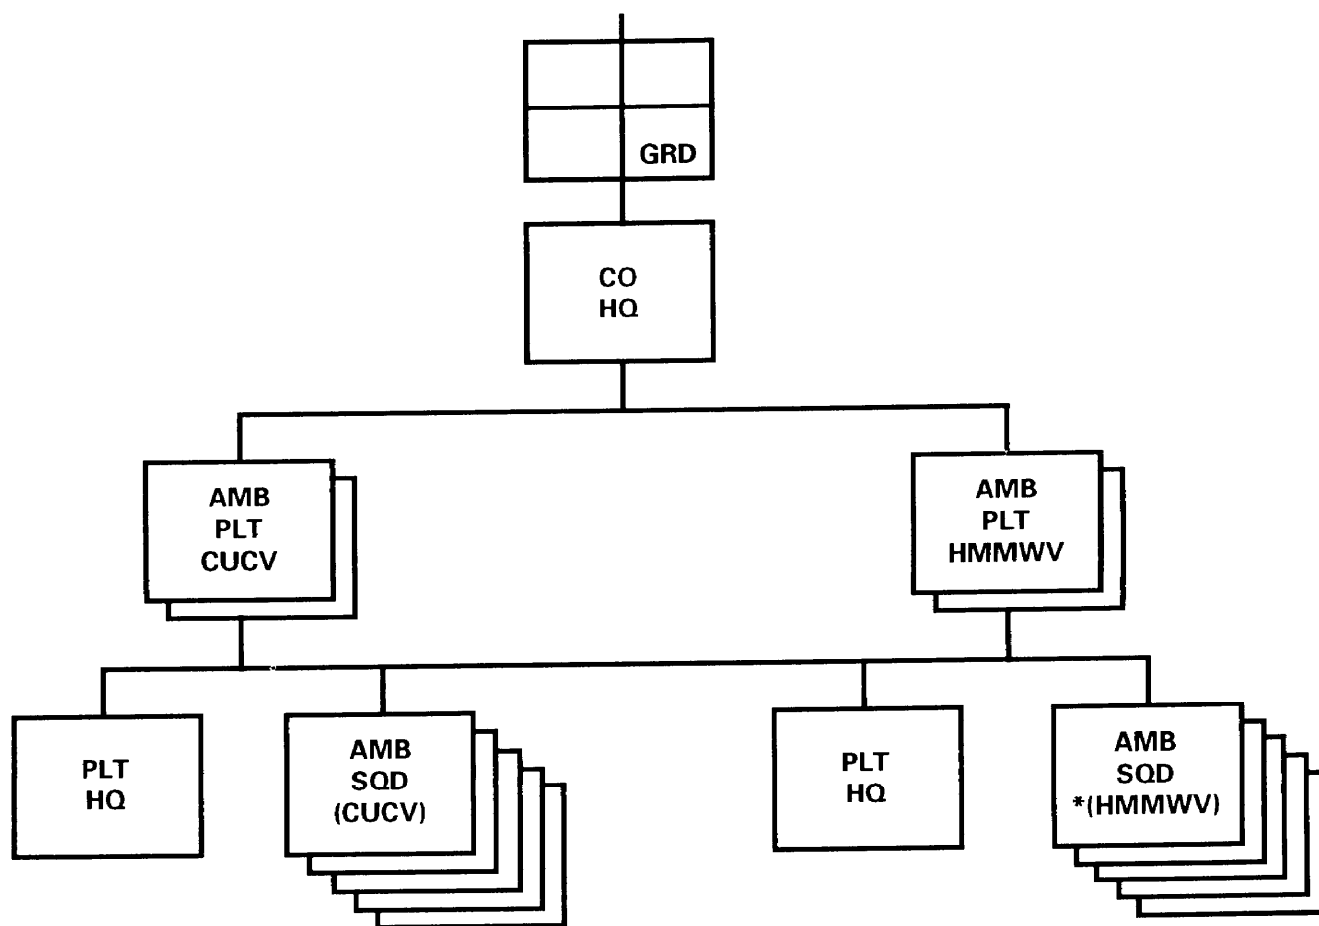 GRD
CO
HQ
AMB
PLT
CUCV
AMB
PLT
HMMWV
PLT
HQ
AMB
SQD
(CUCV)
PLT
HQ
AMB
SQD
*(HMMWV)